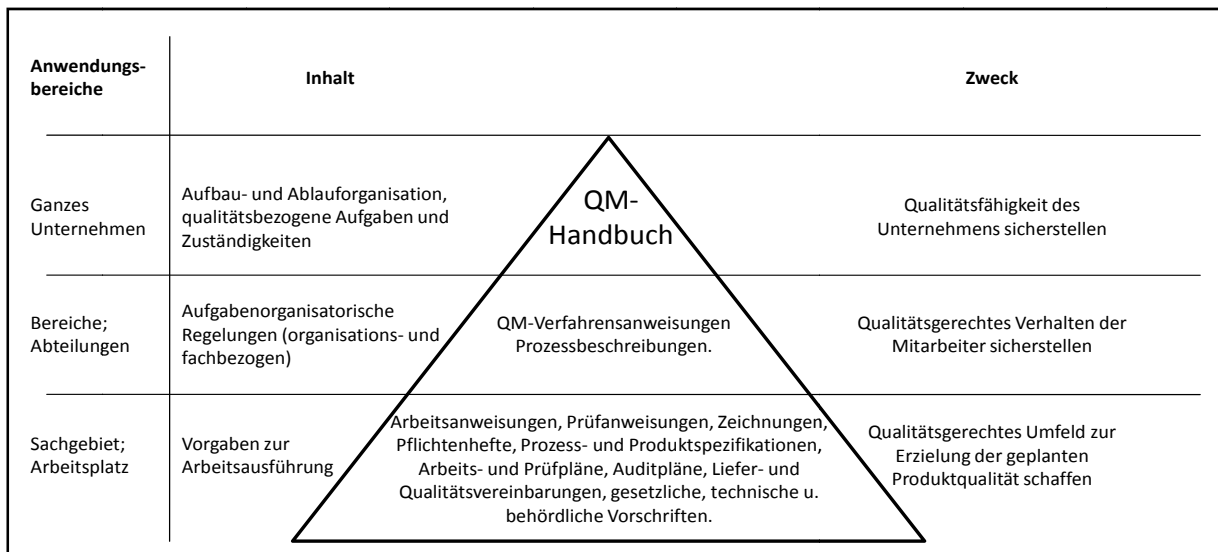 Anwendungs-
bereiche
Inhalt
Zweck
Ganzes
Unternehmen
Aufbau- und Ablauforganisation,
qualitätsbezogene Aufgaben und
Zuständigkeiten
QM-
Handbuch
Qualitätsfähigkeit des
Unternehmens sicherstellen
Bereiche;
Abteilungen
Aufgabenorganisatorische
Regelungen (organisations- und
fachbezogen)
QM-Verfahrensanweisungen
Prozessbeschreibungen.
Qualitätsgerechtes Verhalten der
Mitarbeiter sicherstellen
Sachgebiet;
Arbeitsplatz
Vorgaben zur
Arbeitsausführung
Arbeitsanweisungen, Prüfanweisungen, Zeichnungen,
Pflichtenhefte, Prozess- und Produktspezifikationen,
Arbeits- und Prüfpläne, Auditpläne, Liefer- und
Qualitätsvereinbarungen, gesetzliche, technische u.
behördliche Vorschriften.
Qualitätsgerechtes Umfeld zur
Erzielung der geplanten
Produktqualität schaffen